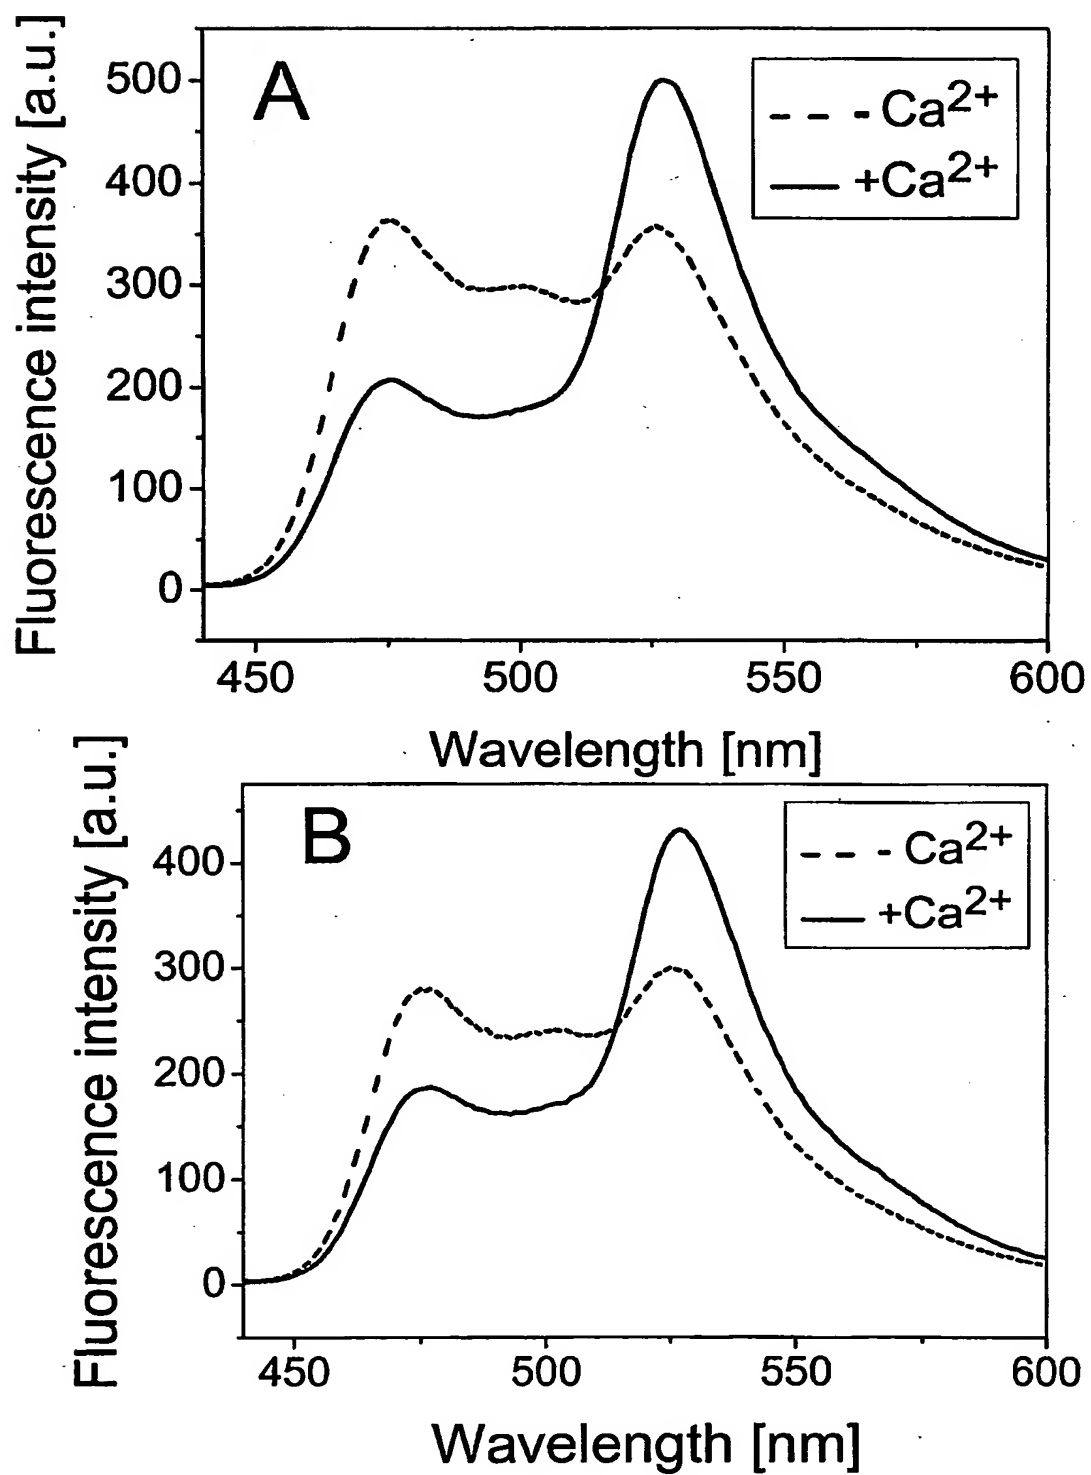 A
- Ca2+
+Ca2+
Fluorescence intensity [a.u.]
500
400
300
200
100
0
450 500 550 600
Wavelength [nm]
B
- Ca2+
+Ca2+
Fluorescence intensity [a.u.]
400
300
200
100
0
450 500 550 600
Wavelength [nm]